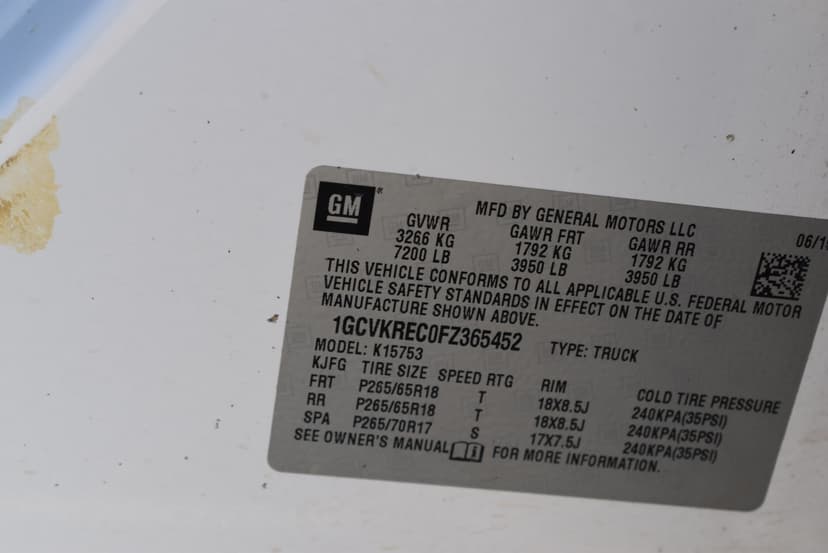 GM
MFD BY GENERAL MOTORS LLC
GVWR GAWR FRT GAWR RR
3266 KG 1792 KG 1792 KG
7200 LB 3950 LB 3950 LB
THIS VEHICLE CONFORMS TO ALL APPLICABLE U.S. FEDERAL MOTOR
VEHICLE SAFETY STANDARDS IN EFFECT ON THE DATE OF
MANUFACTURE SHOWN ABOVE.
1GCVKREC0FZ365452 TYPE: TRUCK
MODEL: K15753
KJFG TIRE SIZE SPEED RTG RIM COLD TIRE PRESSURE
FRT P265/65R18 T 18X8.5J 240KPA(35PSI)
RR P265/65R18 T 18X8.5J 240KPA(35PSI)
SPA P265/70R17 S 17X7.5J 240KPA(35PSI)
SEE OWNER'S MANUAL FOR MORE INFORMATION.